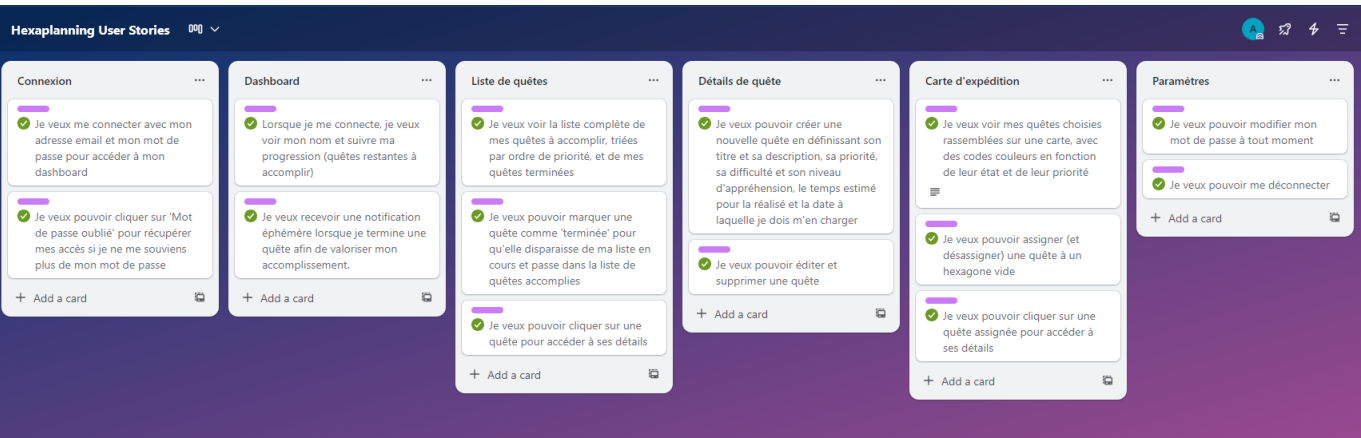 Hexaplanning User Stories
A
Connexion
Je veux me connecter avec mon
adresse email et mon mot de
passe pour accéder à mon
dashboard
Je veux pouvoir cliquer sur 'Mot
de passe oublié' pour récupérer
mes accès si je ne me souviens
plus de mon mot de passe
+ Add a card
Dashboard
Lorsque je me connecte, je veux
voir mon nom et suivre ma
progression (quêtes restantes à
accomplir)
Je veux recevoir une notification
éphémère lorsque je termine une
quête afin de valoriser mon
accomplissement.
+ Add a card
Liste de quêtes
Je veux voir la liste complète de
mes quêtes à accomplir, triées
par ordre de priorité, et de mes
quêtes terminées
Je veux pouvoir marquer une
quête comme 'terminée' pour
qu'elle disparaisse de ma liste en
cours et passe dans la liste de
quêtes accomplies
Je veux pouvoir cliquer sur une
quête pour accéder à ses détails
+ Add a card
Détails de quête
Je veux pouvoir créer une
nouvelle quête en définissant son
titre et sa description, sa priorité,
sa difficulté et son niveau
d'appréhension, le temps estimé
pour la réalisé et la date à
laquelle je dois m'en charger
Je veux pouvoir éditer et
supprimer une quête
+ Add a card
Carte d'expédition
Je veux voir mes quêtes choisies
rassemblées sur une carte, avec
des codes couleurs en fonction
de leur état et de leur priorité
Je veux pouvoir assigner (et
désassigner) une quête à un
hexagone vide
Je veux pouvoir cliquer sur une
quête assignée pour accéder à
ses détails
+ Add a card
Paramètres
Je veux pouvoir modifier mon
mot de passe à tout moment
Je veux pouvoir me déconnecter
+ Add a card